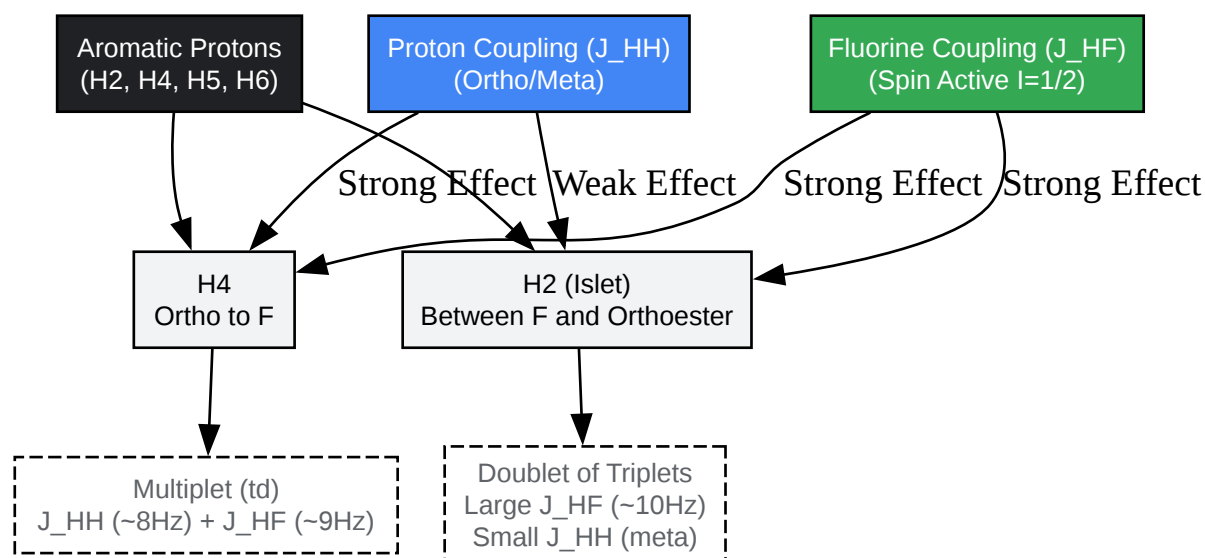 Aromatic Protons
(H2, H4, H5, H6)
Proton Coupling (J_HH)
(Ortho/Meta)
Fluorine Coupling (J_HF)
(Spin Active I=1/2)
Strong Effect
Weak Effect
Strong Effect
Strong Effect
H4
Ortho to F
H2 (Islet)
Between F and Orthoester
Multiplet (td)
J_HH (~8Hz) + J_HF (~9Hz)
Doublet of Triplets
Large J_HF (~10Hz)
Small J_HH (meta)